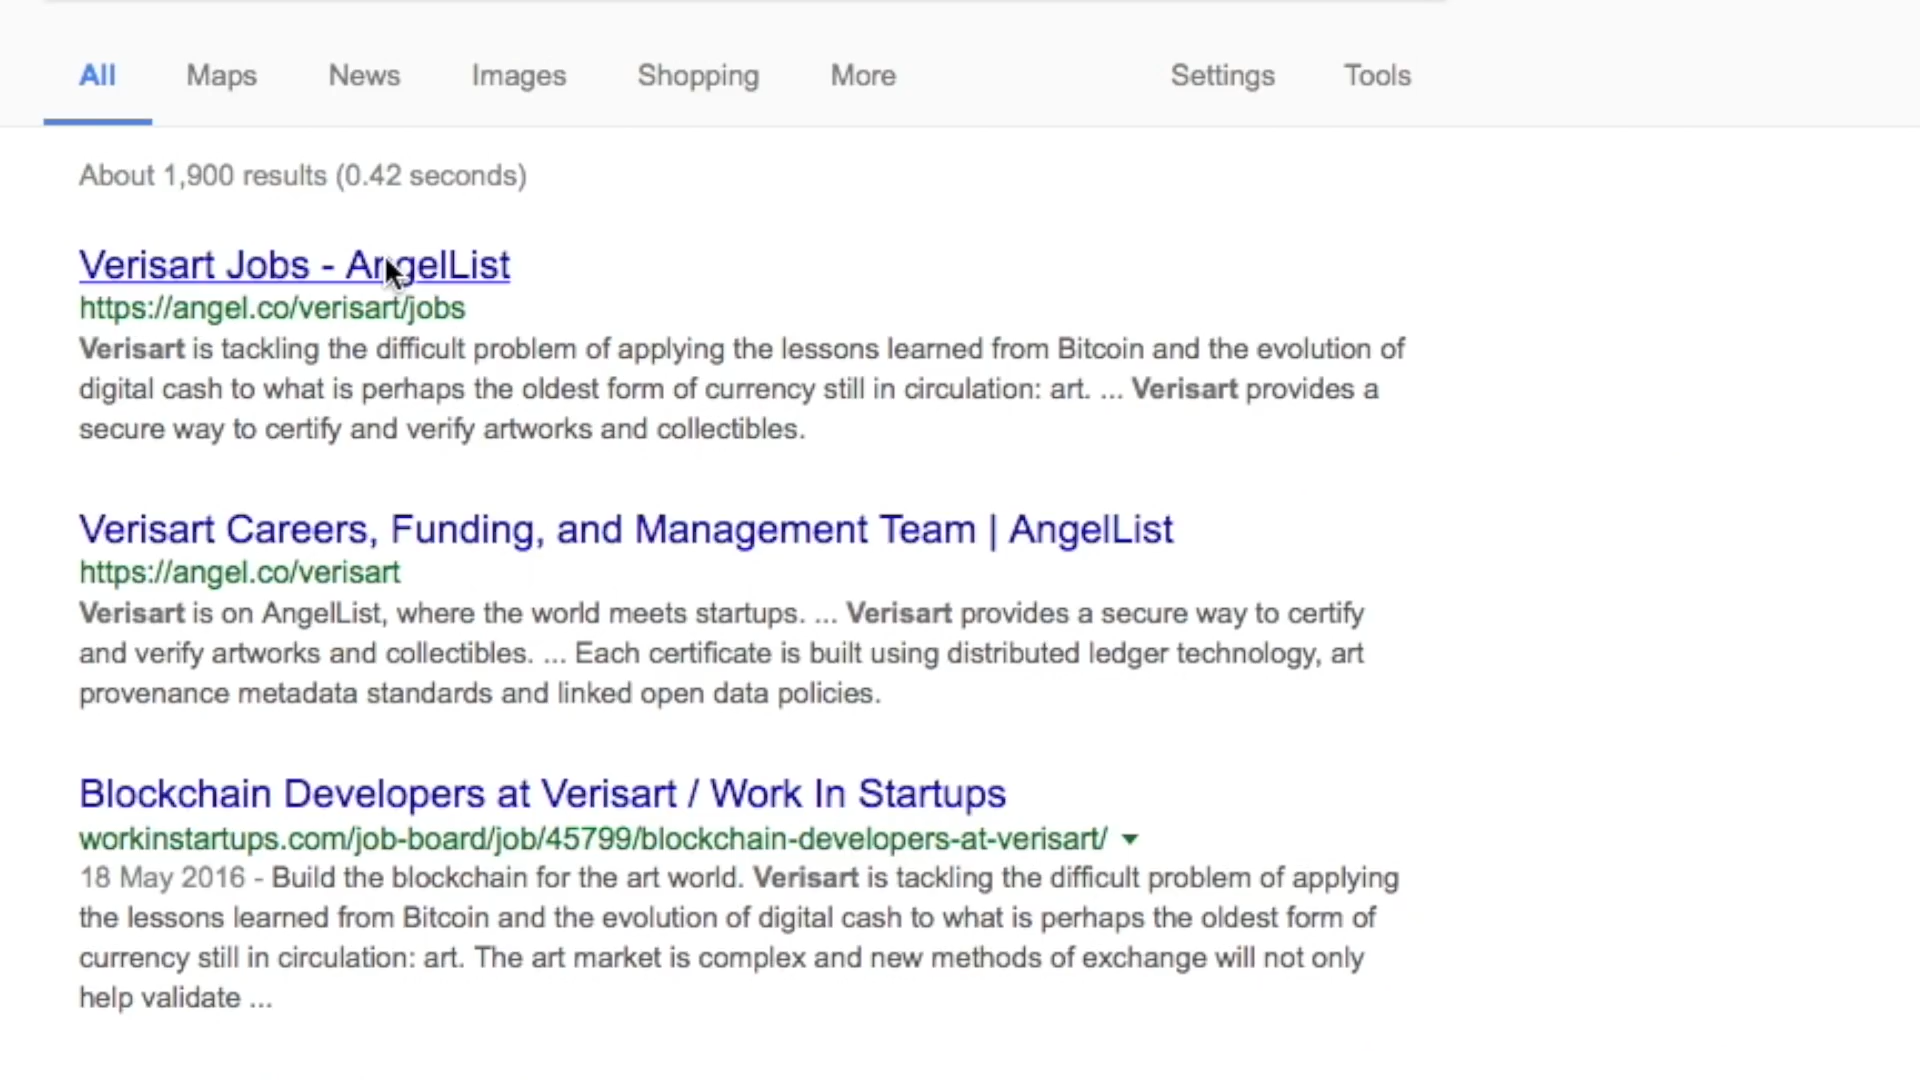 All Maps News Images Shopping More Settings Tools
About 1,900 results (0.42 seconds)
Verisart Jobs - AngelList
https://angel.co/verisart/jobs
Verisart is tackling the difficult problem of applying the lessons learned from Bitcoin and the evolution of
digital cash to what is perhaps the oldest form of currency still in circulation: art. ... Verisart provides a
secure way to certify and verify artworks and collectibles.
Verisart Careers, Funding, and Management Team | AngelList
https://angel.co/verisart
Verisart is on AngelList, where the world meets startups. ... Verisart provides a secure way to certify
and verify artworks and collectibles. ... Each certificate is built using distributed ledger technology, art
provenance metadata standards and linked open data policies.
Blockchain Developers at Verisart / Work In Startups
workinstartups.com/job-board/job/45799/blockchain-developers-at-verisart/
18 May 2016 - Build the blockchain for the art world. Verisart is tackling the difficult problem of applying
the lessons learned from Bitcoin and the evolution of digital cash to what is perhaps the oldest form of
currency still in circulation: art. The art market is complex and new methods of exchange will not only
help validate ...